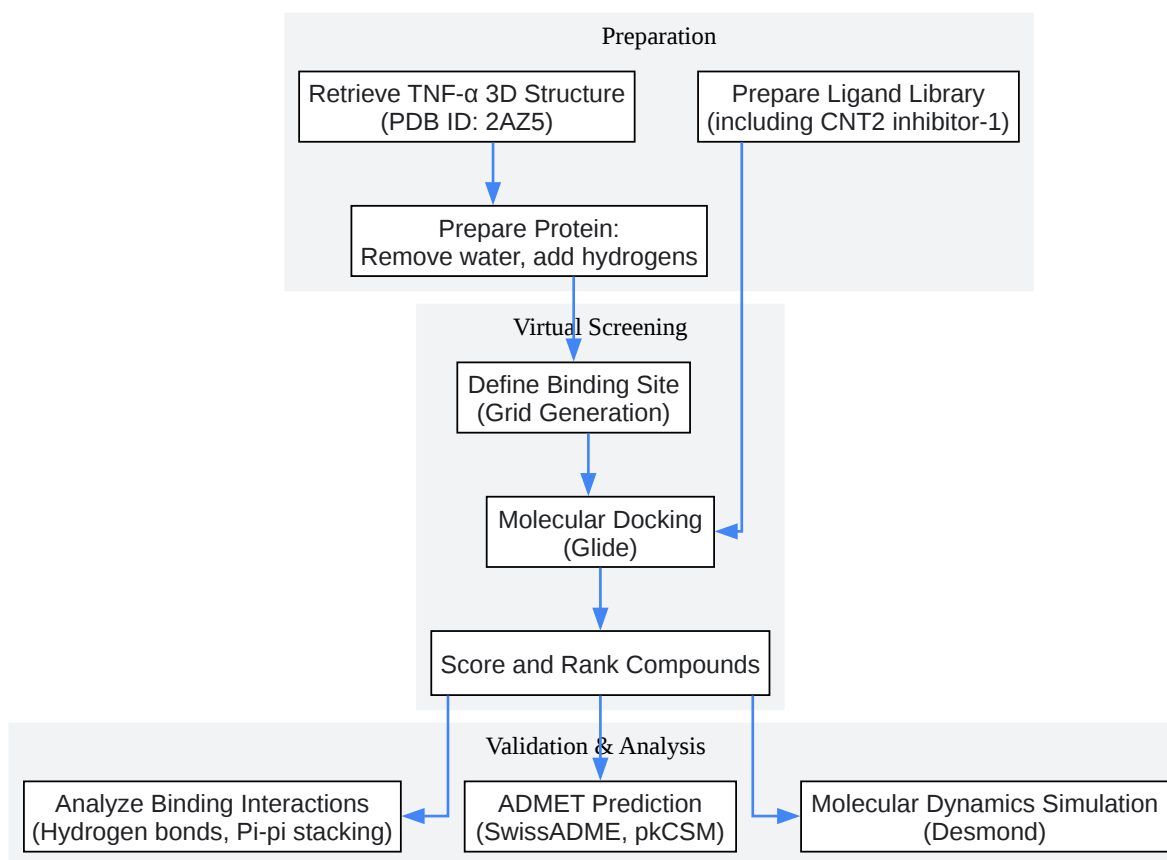 Preparation
Retrieve TNF-α 3D Structure
(PDB ID: 2AZ5)
Prepare Ligand Library
(including CNT2 inhibitor-1)
Prepare Protein:
Remove water, add hydrogens
Virtual Screening
Define Binding Site
(Grid Generation)
Molecular Docking
(Glide)
Score and Rank Compounds
Validation & Analysis
Analyze Binding Interactions
(Hydrogen bonds, Pi-pi stacking)
ADMET Prediction
(SwissADME, pkCSM)
Molecular Dynamics Simulation
(Desmond)